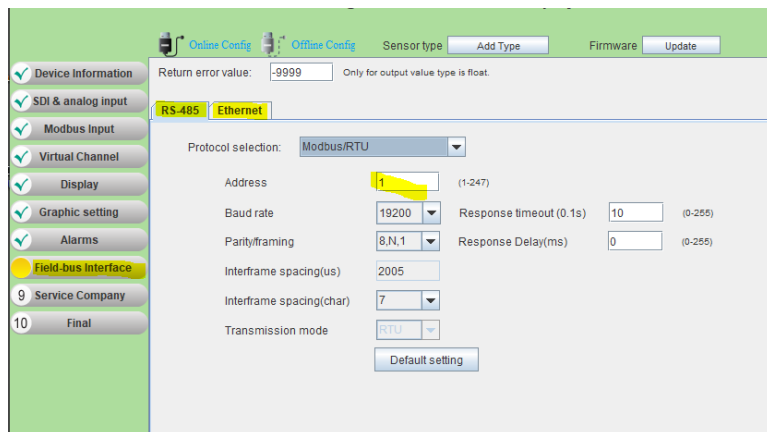 Online Config Offline Config Sensor type Add Type Firmware Update
Return error value: -9999 Only for output value type is float.
Device Information
SDI & analog input
Modbus Input
Virtual Channel
Display
Graphic setting
Alarms
Field-bus Interface
9 Service Company
10 Final
RS-485 Ethernet
Protocol selection: Modbus/RTU
Address 1 (1-247)
Baud rate 19200 Response timeout (0.1s) 10 (0-255)
Parity/framing 8,N,1 Response Delay(ms) 0 (0-255)
Interframe spacing(us) 2005
Interframe spacing(char) 7
Transmission mode RTU
Default setting